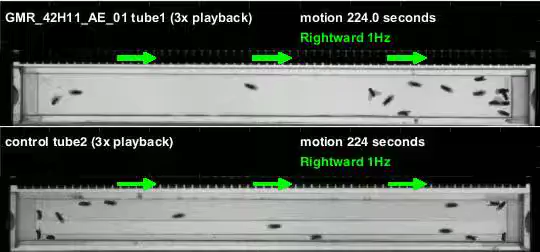 GMR_42H11_AE_01 tube1 (3x playback)
motion 224.0 seconds
Rightward 1Hz
control tube2 (3x playback)
motion 224 seconds
Rightward 1Hz